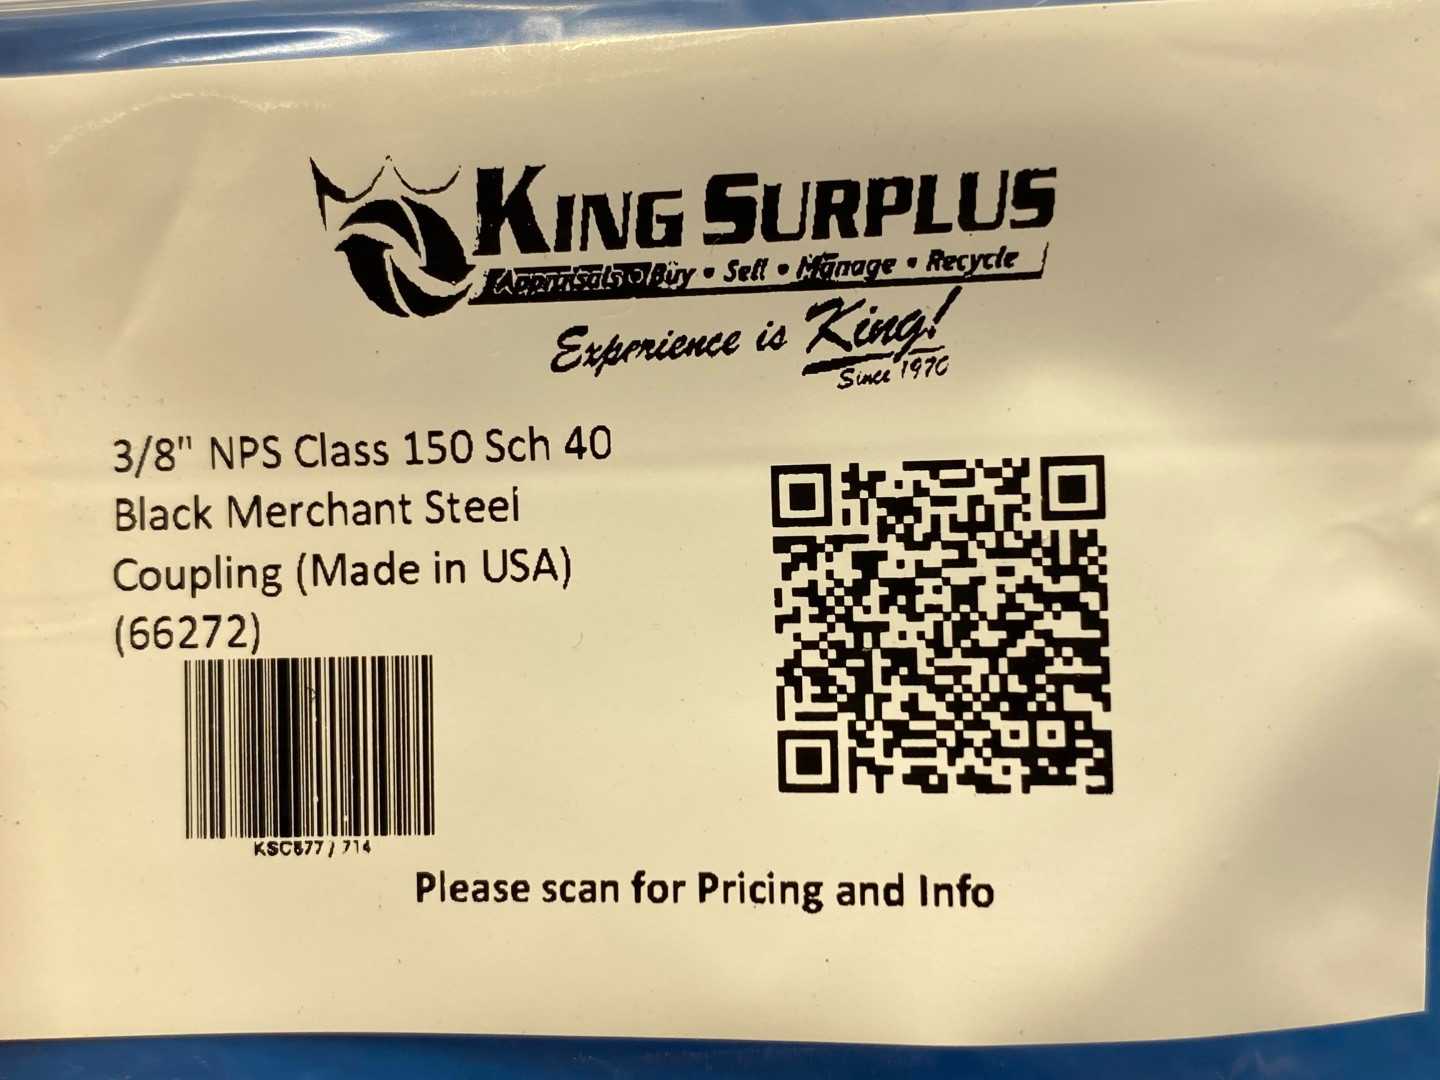 KING SURPLUS
Appraisals • Buy • Sell • Manage • Recycle
Experience is King!
Since 1970
3/8" NPS Class 150 Sch 40
Black Merchant Steel
Coupling (Made in USA)
(66272)
KSC577 / 714
Please scan for Pricing and Info